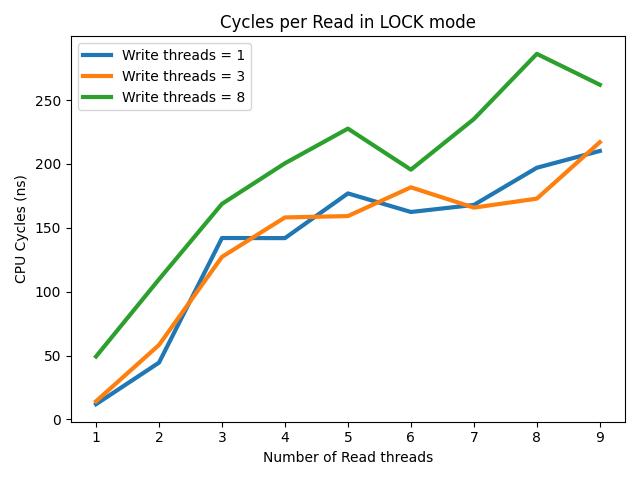 Cycles per Read in LOCK mode
Write threads = 1
Write threads = 3
Write threads = 8
CPU Cycles (ns)
250
200
150
100
50
0
1 2 3 4 5 6 7 8 9
Number of Read threads